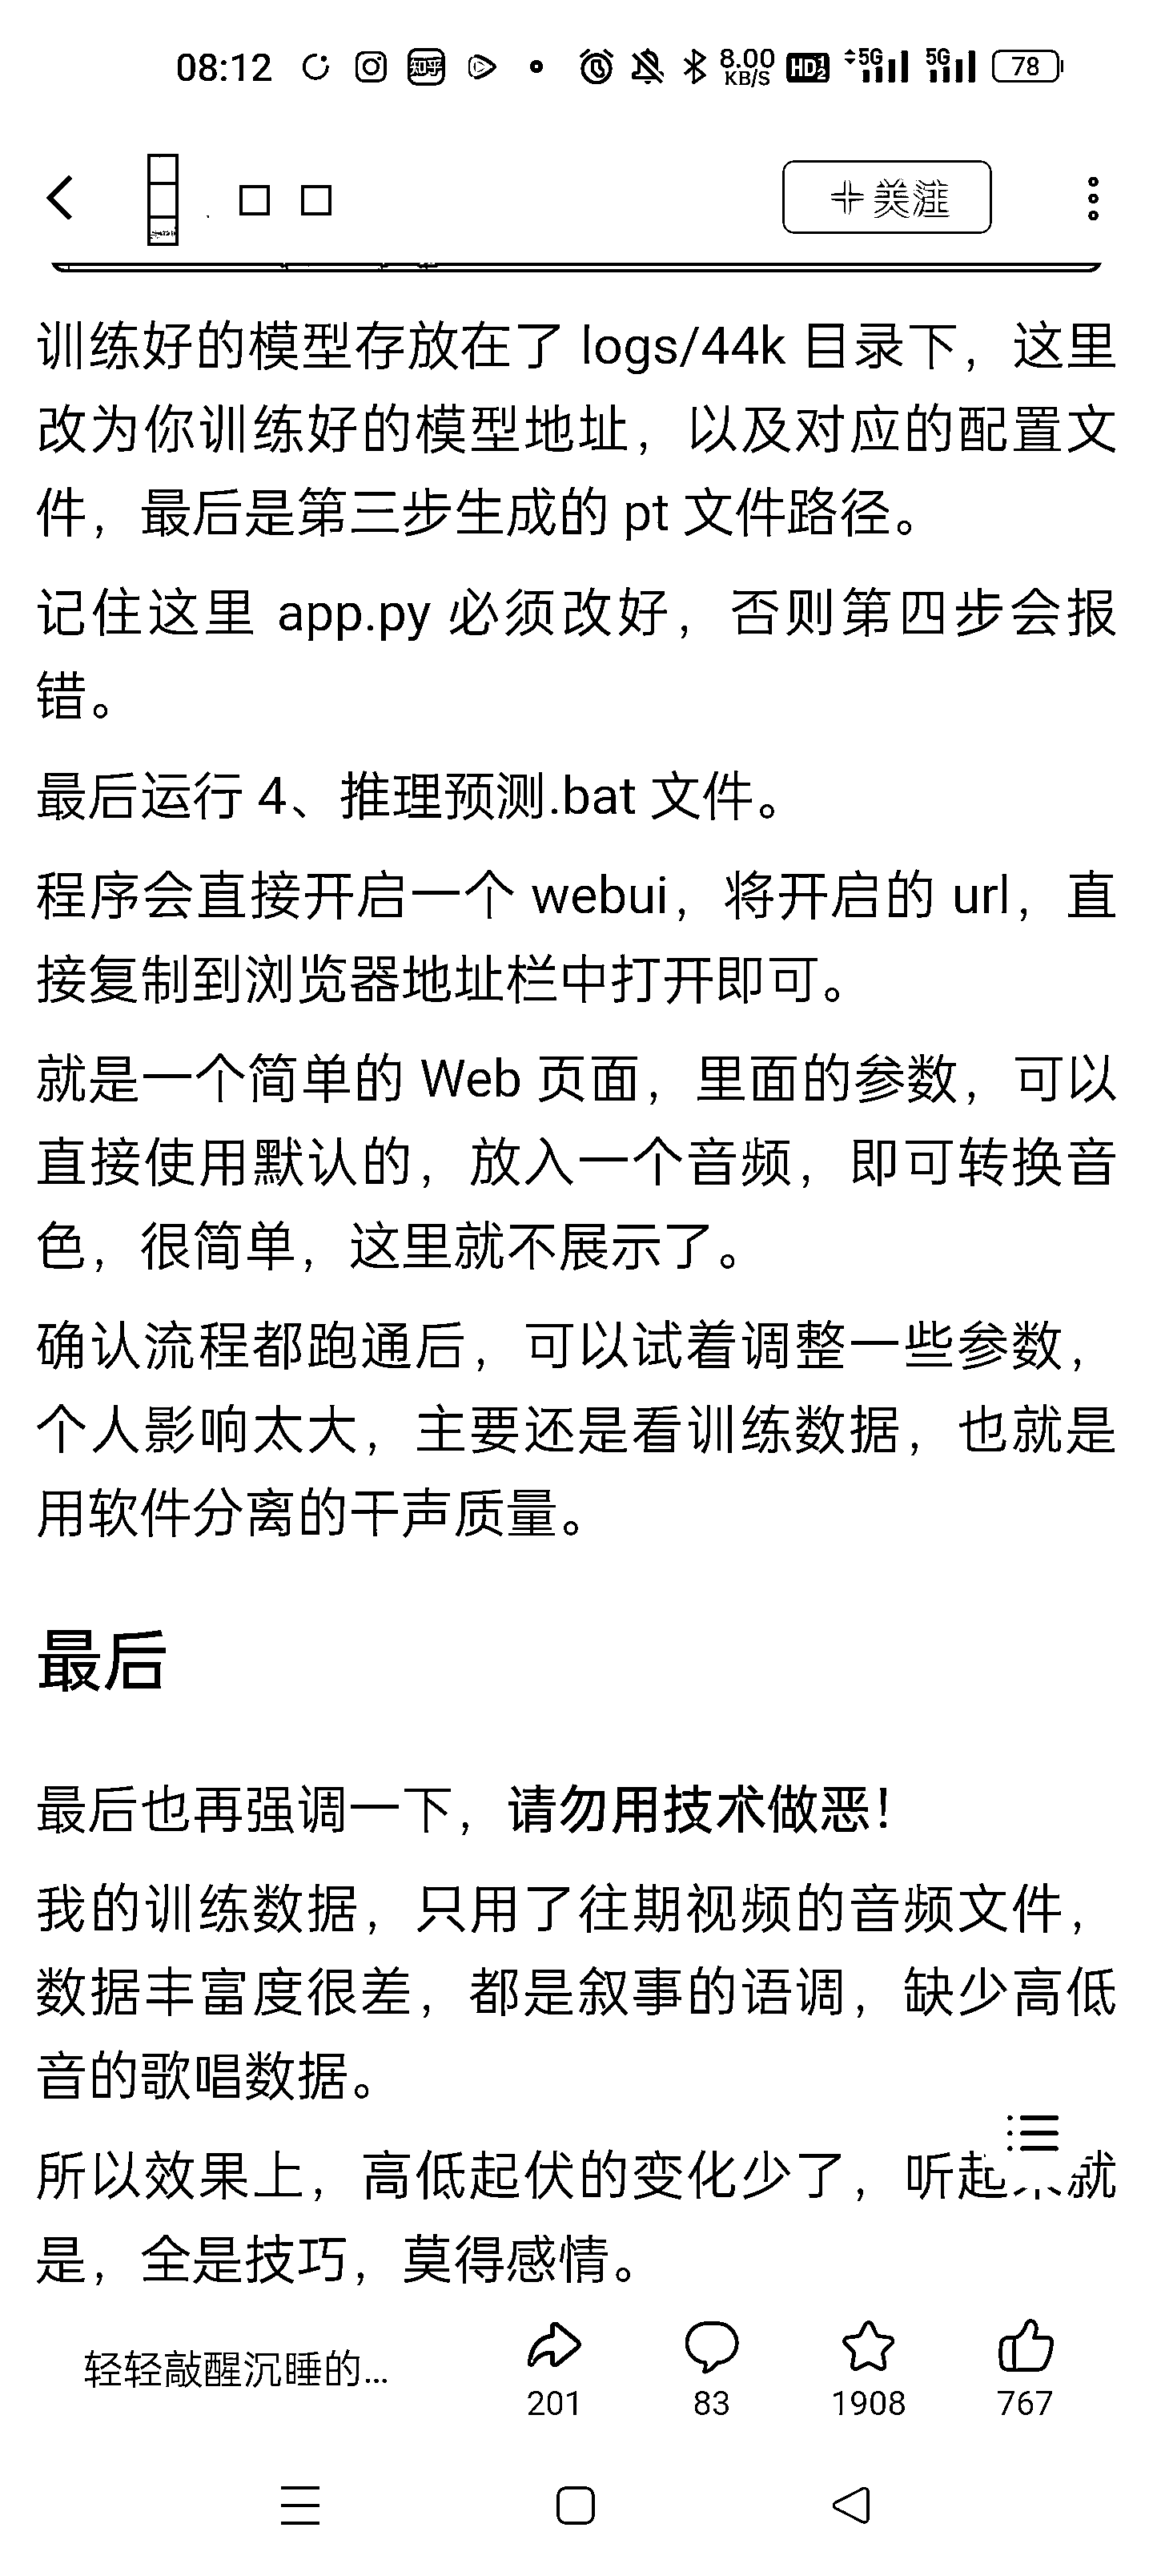 08:12 知乎 8.00 KB/S HD 1 2 5G 5G 78
关注
训练好的模型存放在了 logs/44k 目录下，这里
改为你训练好的模型地址，以及对应的配置文
件，最后是第三步生成的 pt 文件路径。
记住这里 app.py 必须改好，否则第四步会报
错。
最后运行 4、推理预测.bat 文件。
程序会直接开启一个 webui，将开启的 url，直
接复制到浏览器地址栏中打开即可。
就是一个简单的 Web 页面，里面的参数，可以
直接使用默认的，放入一个音频，即可转换音
色，很简单，这里就不展示了。
确认流程都跑通后，可以试着调整一些参数，
个人影响太大，主要还是看训练数据，也就是
用软件分离的干声质量。
最后
最后也再强调一下，请勿用技术做恶！
我的训练数据，只用了往期视频的音频文件，
数据丰富度很差，都是叙事的语调，缺少高低
音的歌唱数据。
所以效果上，高低起伏的变化少了，听起就
是，全是技巧，莫得感情。
轻轻敲醒沉睡的...
201 83 1908 767